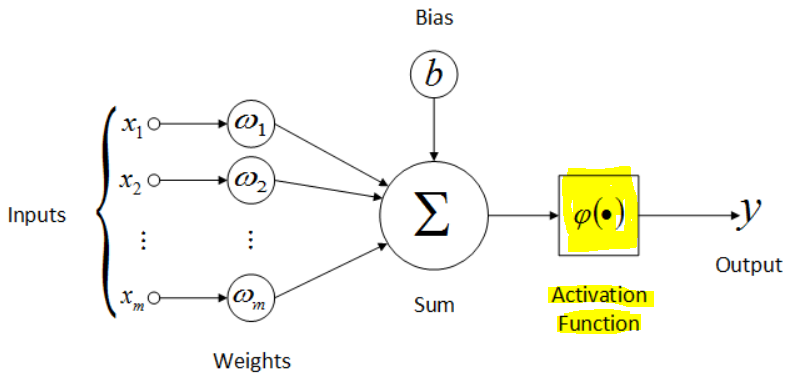 Bias
b
x₁ ω₁
x₂ ω₂
Inputs
⋮ ⋮
Σ
φ(•)
y
Output
xₘ ωₘ
Sum
Activation
Function
Weights